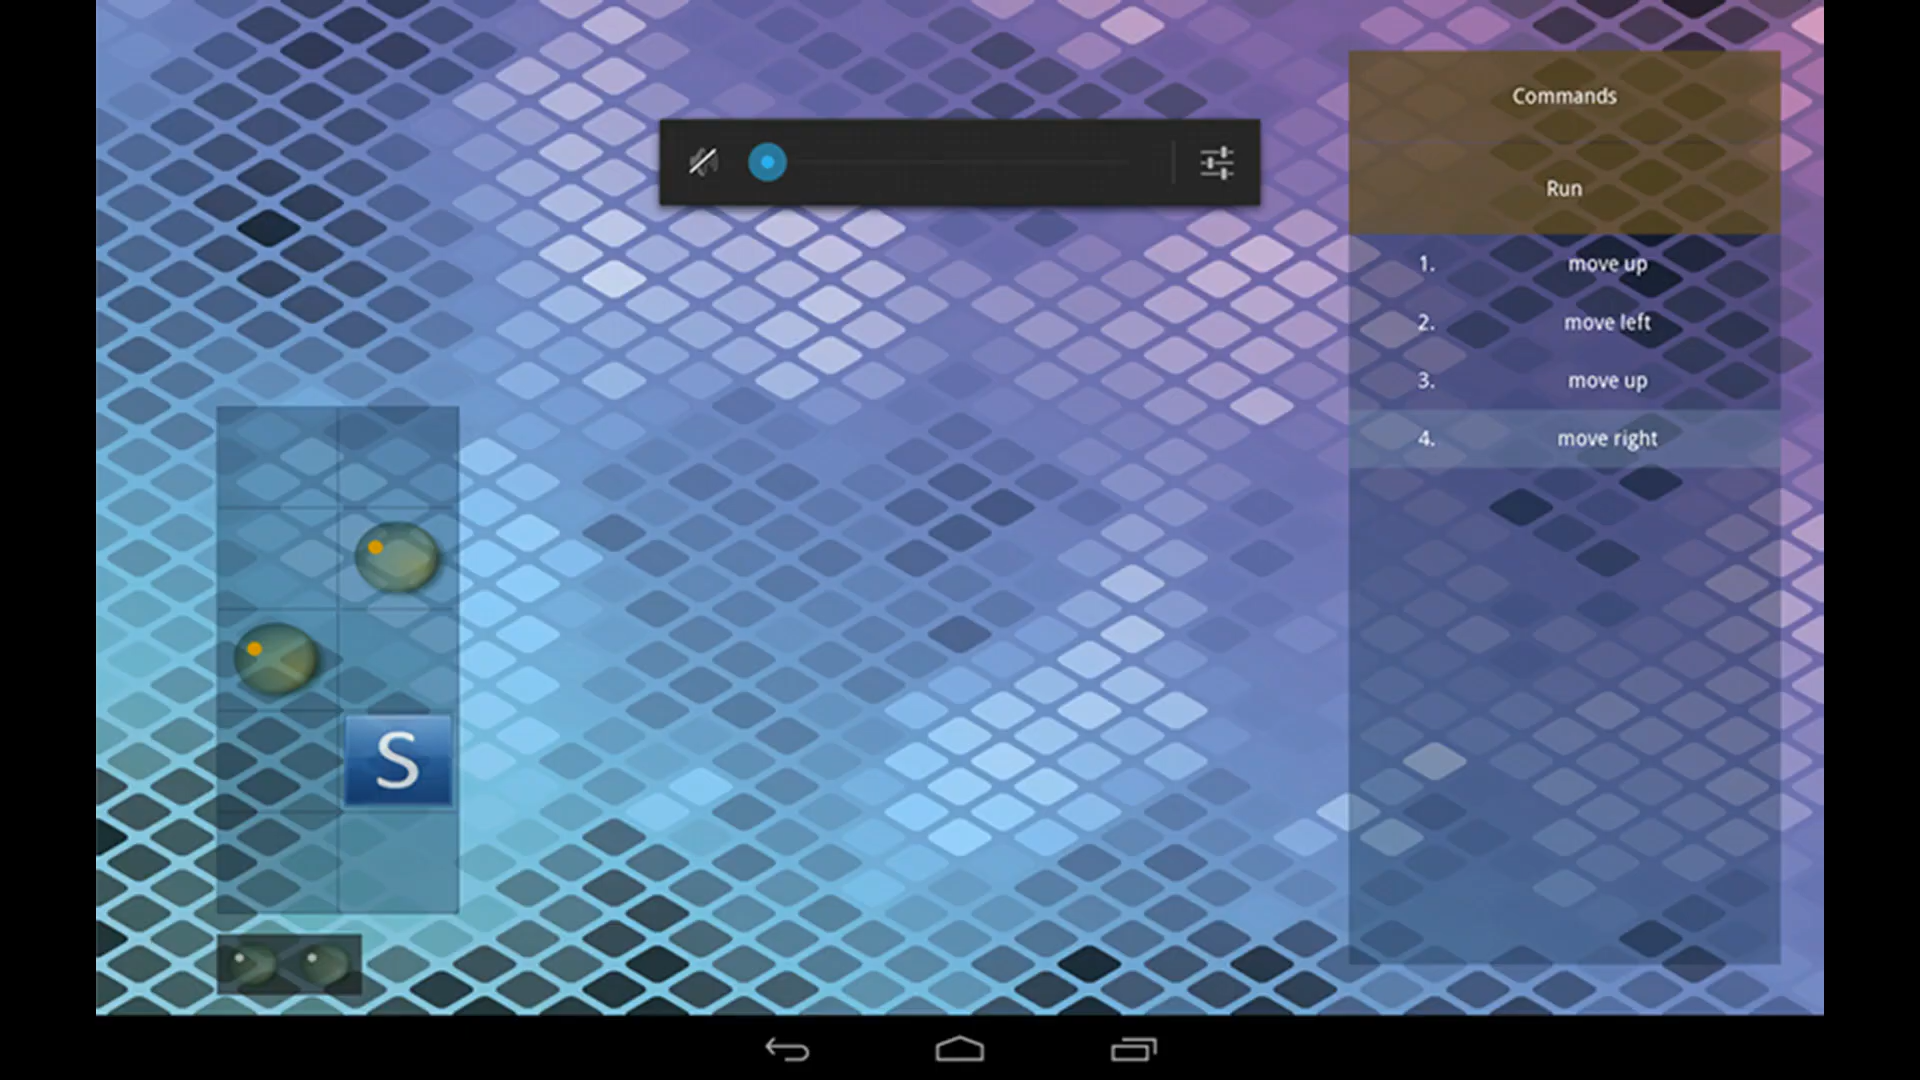 Commands
Run
1. move up
2. move left
3. move up
4. move right
S